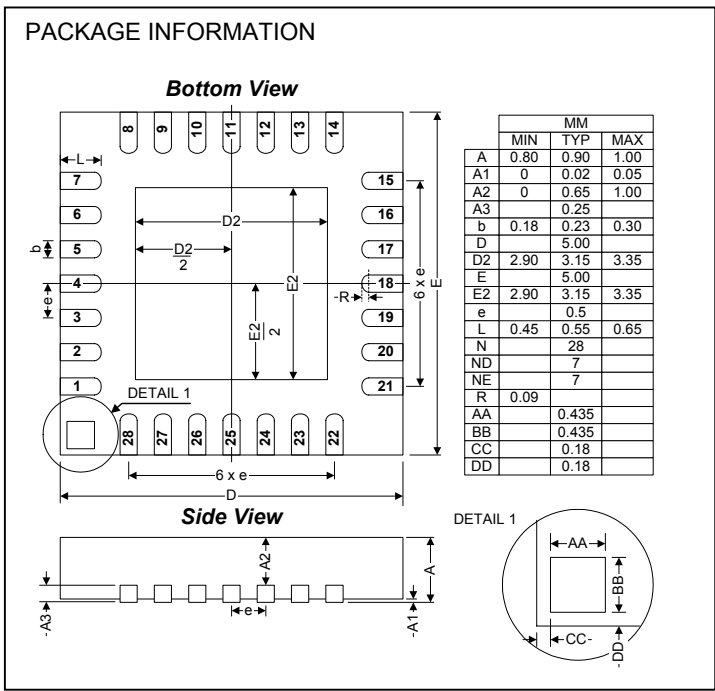 PACKAGE INFORMATION
Bottom View
8 9 10 11 12 13 14
L
7
6
5
4
3
2
1
15
16
17
18
19
20
21
28 27 26 25 24 23 22
b
e
D2
D2
2
E2
E2
2
R
6 x e
E
DETAIL 1
6 x e
D
MM
MIN TYP MAX
A 0.80 0.90 1.00
A1 0 0.02 0.05
A2 0 0.65 1.00
A3 0.25
b 0.18 0.23 0.30
D 5.00
D2 2.90 3.15 3.35
E 5.00
E2 2.90 3.15 3.35
e 0.5
L 0.45 0.55 0.65
N 28
ND 7
NE 7
R 0.09
AA 0.435
BB 0.435
CC 0.18
DD 0.18
Side View
A3
A2
A
e
A1
DETAIL 1
AA
BB
CC
DD